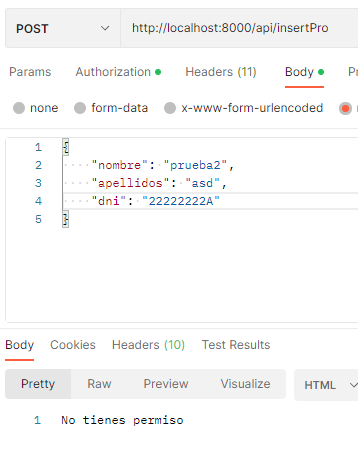 POST http://localhost:8000/api/insertPro
Params Authorization Headers (11) Body
none form-data x-www-form-urlencoded
1 {
2 "nombre": "prueba2",
3 "apellidos": "asd",
4 "dni": "22222222A"
5 }
Body Cookies Headers (10) Test Results
Pretty Raw Preview Visualize HTML
1 No tienes permiso